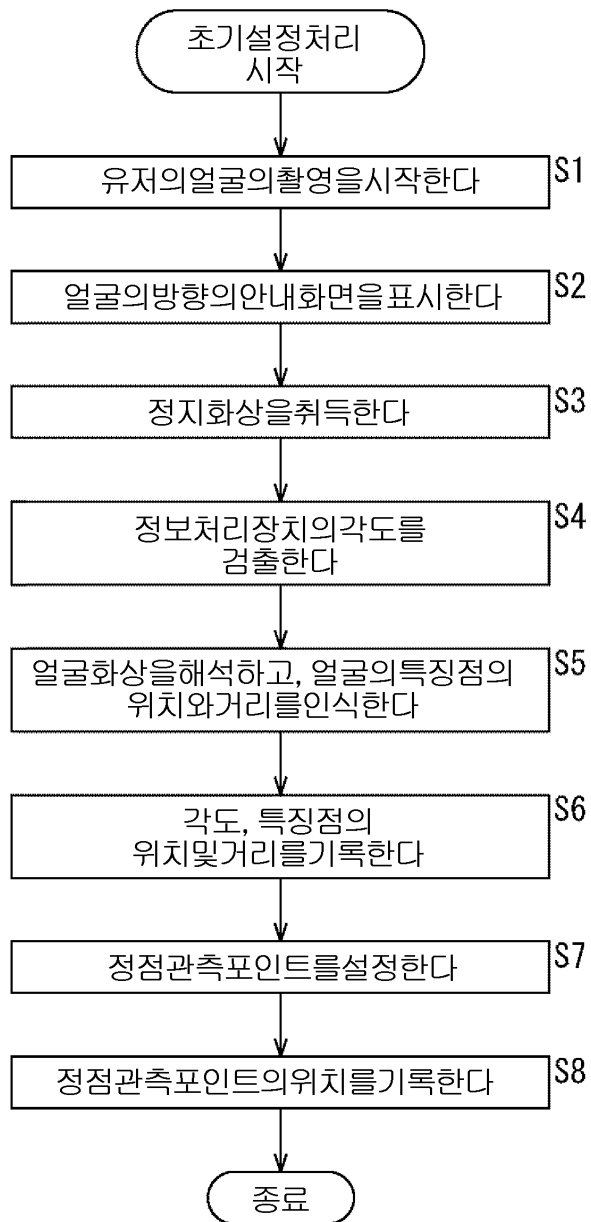 초기설정처리
시작
유저의얼굴의촬영을시작한다
S1
얼굴의방향의안내화면을표시한다
S2
정지화상을취득한다
S3
정보처리장치의각도를
검출한다
S4
얼굴화상을해석하고, 얼굴의특징점의
위치와거리를인식한다
S5
각도, 특징점의
위치및거리를기록한다
S6
정점관측포인트를설정한다
S7
정점관측포인트의위치를기록한다
S8
종료